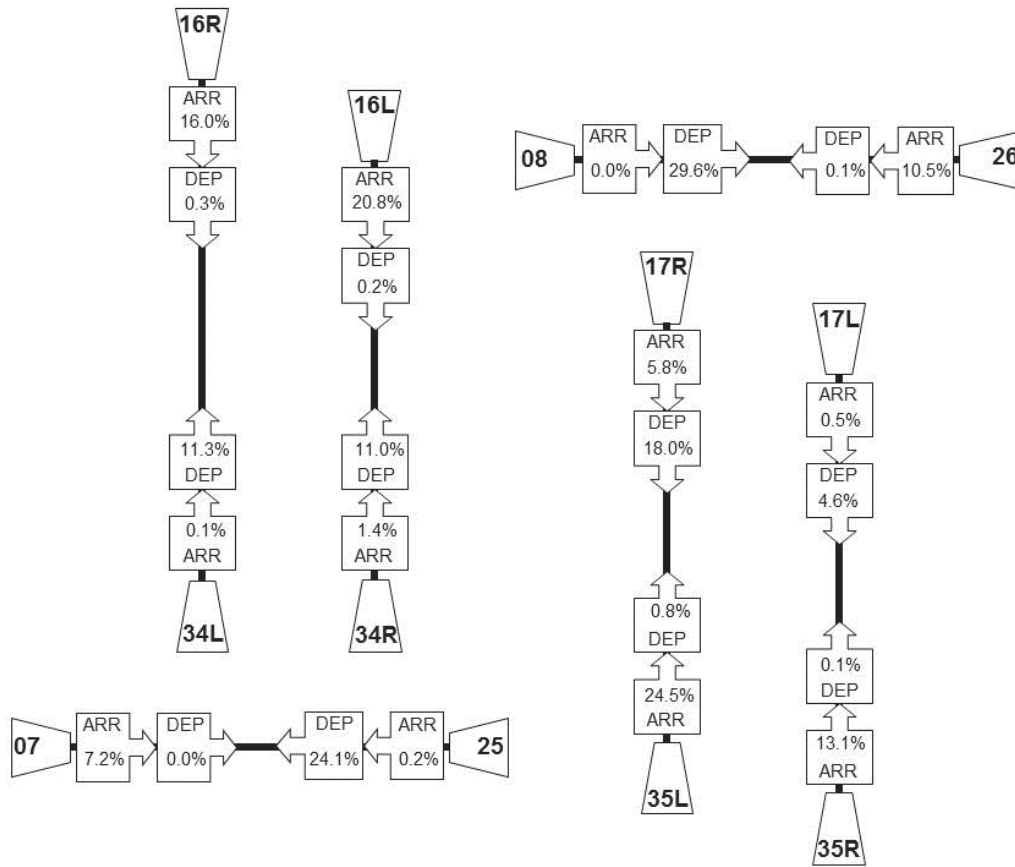 16R
ARR
16.0%
DEP
0.3%
11.3%
DEP
0.1%
ARR
34L
16L
ARR
20.8%
DEP
0.2%
11.0%
DEP
1.4%
ARR
34R
08
ARR
0.0%
DEP
29.6%
DEP
0.1%
ARR
10.5%
26
17R
ARR
5.8%
DEP
18.0%
0.8%
DEP
24.5%
ARR
35L
17L
ARR
0.5%
DEP
4.6%
0.1%
DEP
13.1%
ARR
35R
07
ARR
7.2%
DEP
0.0%
DEP
24.1%
ARR
0.2%
25